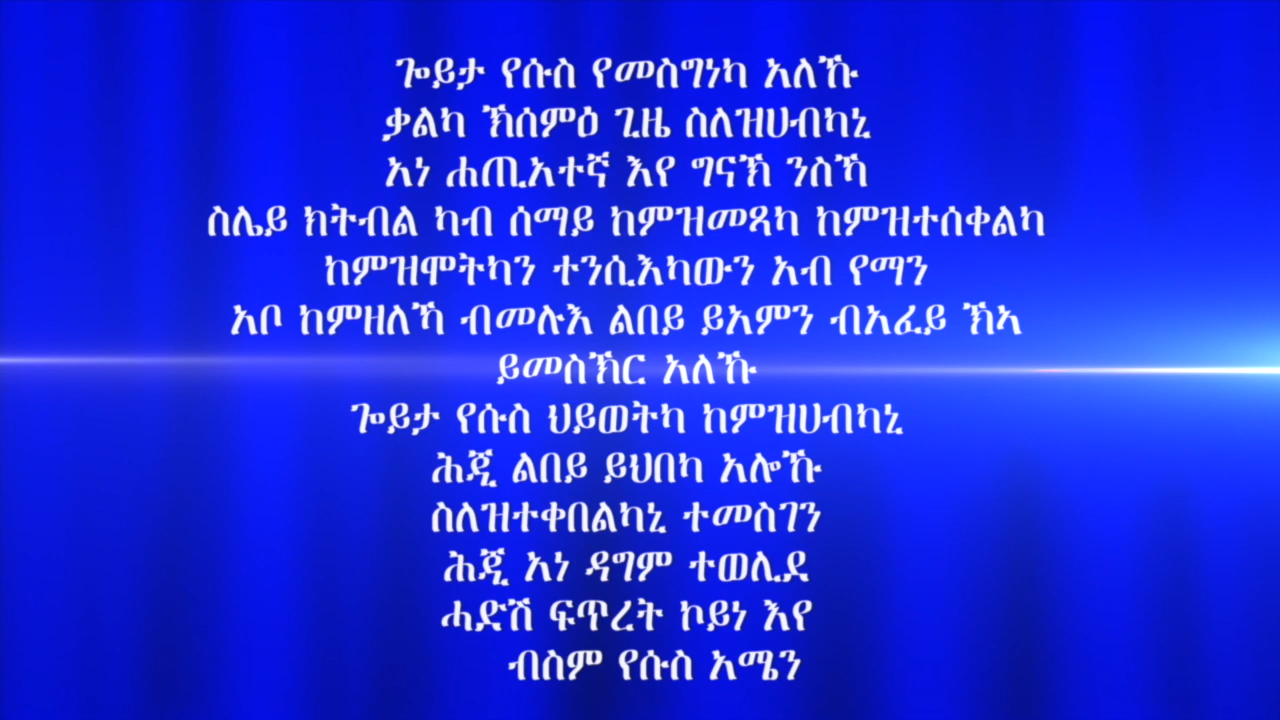 ጐይታ የሱስ የመስግነካ አለኹ
ቃልካ ኽሰምዕ ጊዜ ስለዝሀብካኒ
አነ ሐጢአተኛ እየ ግናኽ ንስኻ
ስሌይ ክትብል ካብ ሰማይ ከምዝመጻካ ከምዝተሰቀልካ
ከምዝሞትካን ተንሲእካውን አብ የማን
አቦ ከምዘለኻ ብመሉእ ልበይ ይአምን ብአፈይ ኽኣ
ይመስኽር አለኹ
ጐይታ የሱስ ህይወትካ ከምዝሀብካኒ
ሕጂ ልበይ ይህበካ አሎኹ
ስለዝተቀበልካኒ ተመስገን
ሕጂ አነ ዳግም ተወሊደ
ሓድሽ ፍጥረት ኮይነ እየ
ብስም የሱስ አሜን